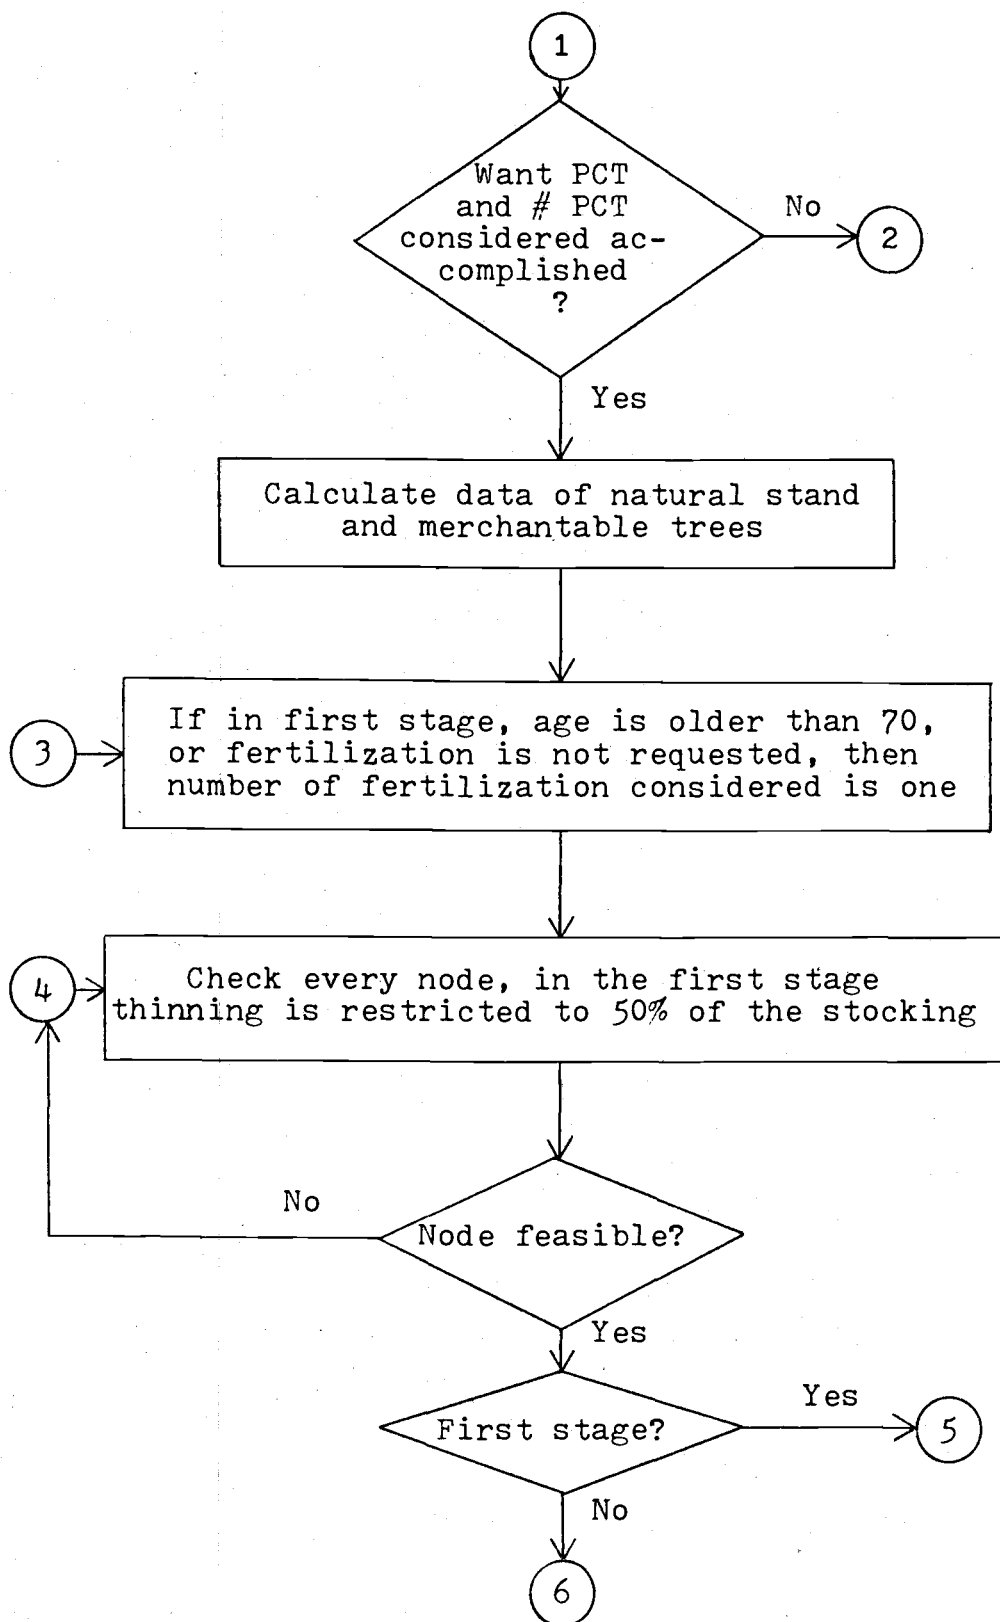 1
Want PCT
and # PCT
considered ac-
complished
?
No
2
Yes
Calculate data of natural stand
and merchantable trees
3
If in first stage, age is older than 70,
or fertilization is not requested, then
number of fertilization considered is one
4
Check every node, in the first stage
thinning is restricted to 50% of the stocking
No
Node feasible?
Yes
First stage?
Yes
5
No
6